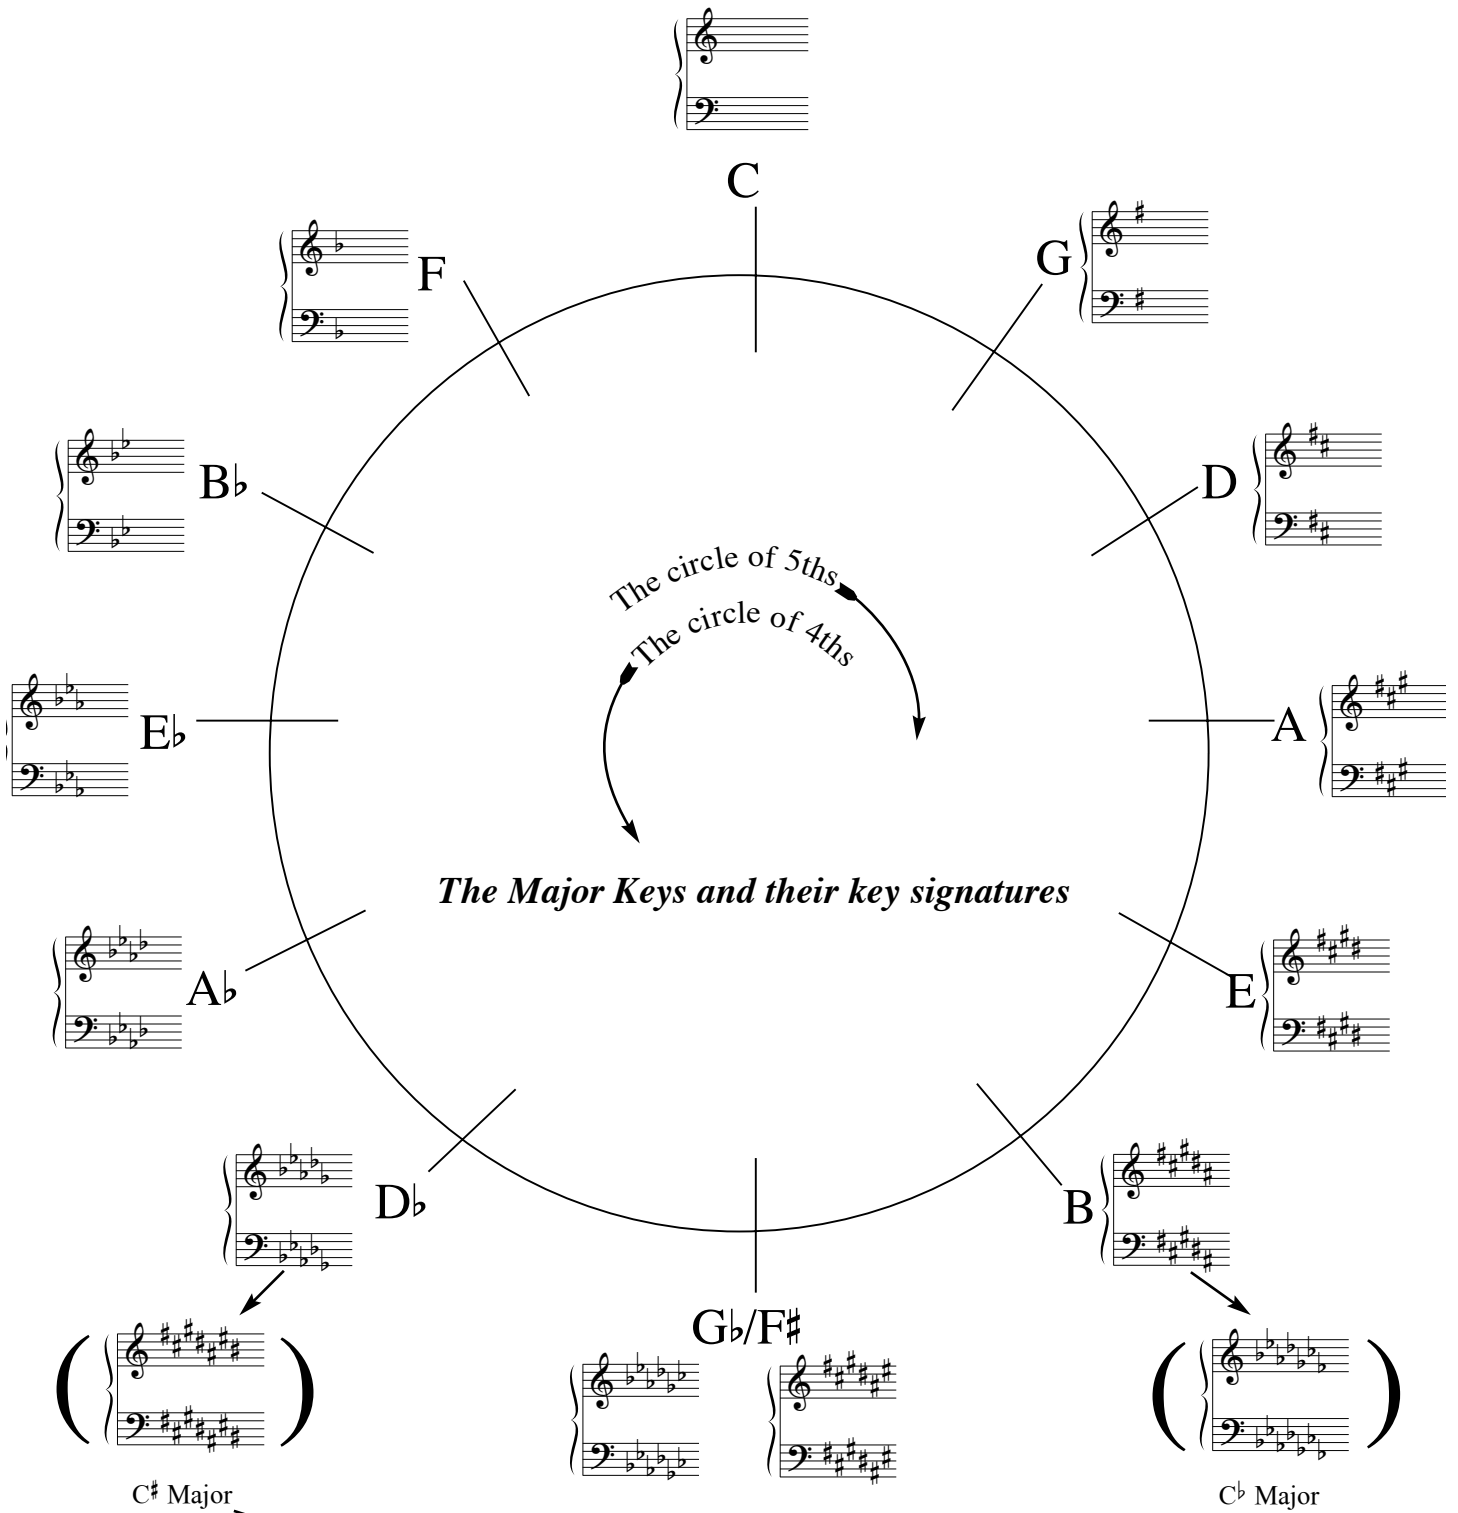 C
F
G
B♭
D
The circle of 5ths
The circle of 4ths
E♭
A
The Major Keys and their key signatures
A♭
E
D♭
B
G♭/F♯
(
)
(
)
C♯ Major
C♭ Major